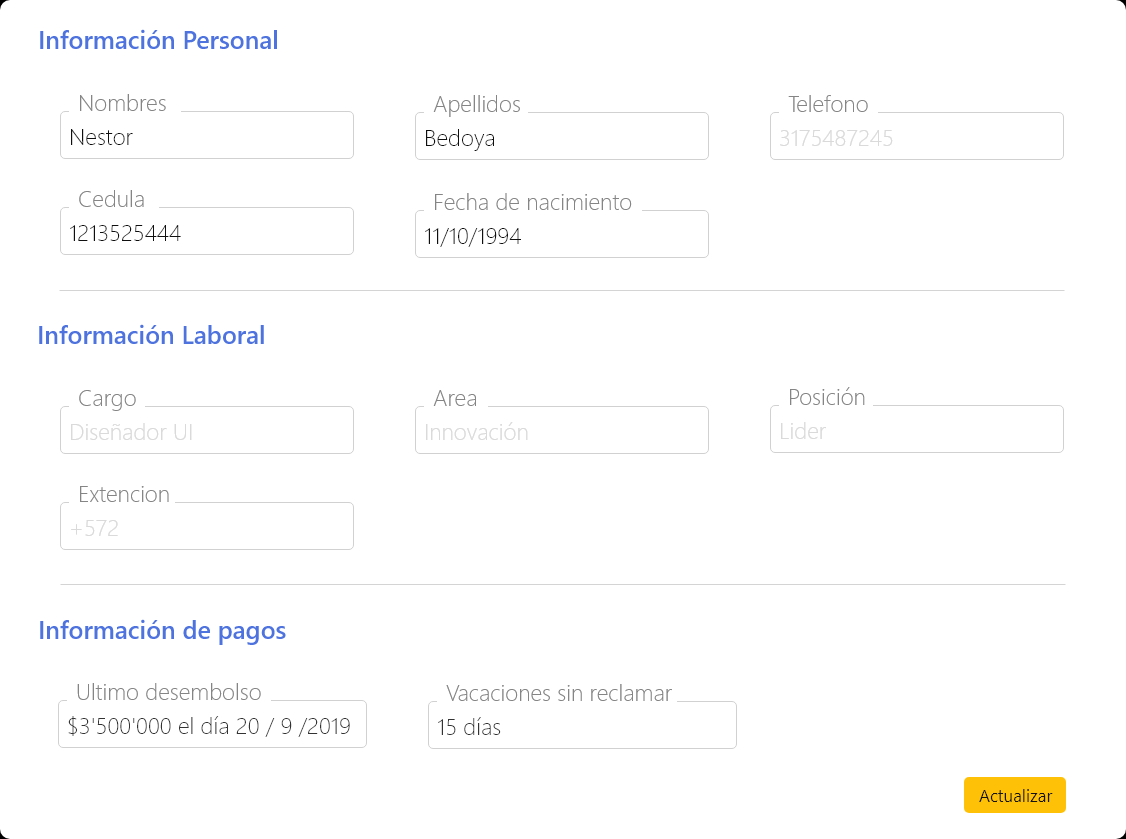 Información Personal
Nombres Apellidos Telefono
Nestor Bedoya 3175487245
Cedula Fecha de nacimiento
1213525444 11/10/1994
Información Laboral
Cargo Area Posición
Diseñador UI Innovación Lider
Extencion
+572
Información de pagos
Ultimo desembolso Vacaciones sin reclamar
$3'500'000 el día 20 / 9 /2019 15 días
Actualizar